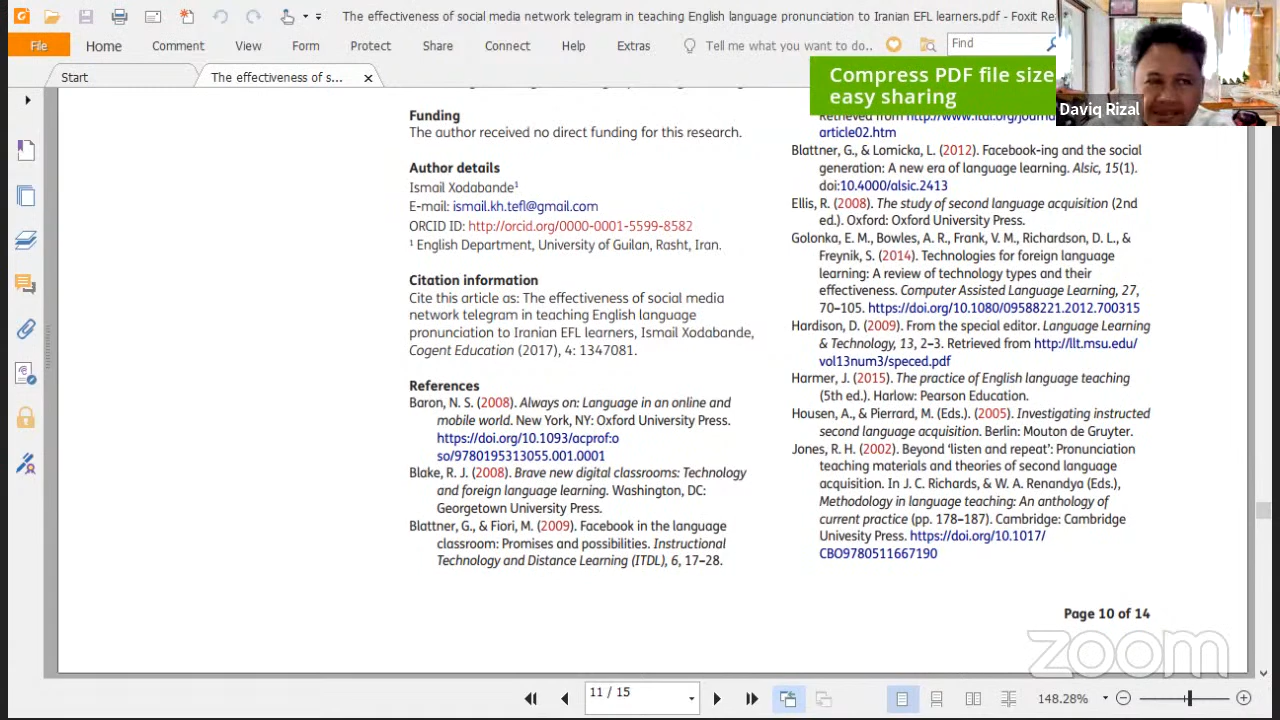 The effectiveness of social media network telegram in teaching English language pronunciation to Iranian EFL learners.pdf - Foxit Re
File
Home
Comment
View
Form
Protect
Share
Connect
Help
Extras
Tell me what you want to do..
Find
Start
The effectiveness of s...
Compress PDF file size
easy sharing
Daviq Rizal
Funding
The author received no direct funding for this research.
Author details
Ismail Xodabande¹
E-mail: ismail.kh.tefl@gmail.com
ORCID ID: http://orcid.org/0000-0001-5599-8582
¹ English Department, University of Guilan, Rasht, Iran.
Citation information
Cite this article as: The effectiveness of social media
network telegram in teaching English language
pronunciation to Iranian EFL learners, Ismail Xodabande,
Cogent Education (2017), 4: 1347081.
References
Baron, N. S. (2008). Always on: Language in an online and
mobile world. New York, NY: Oxford University Press.
https://doi.org/10.1093/acprof:o
so/9780195313055.001.0001
Blake, R. J. (2008). Brave new digital classrooms: Technology
and foreign language learning. Washington, DC:
Georgetown University Press.
Blattner, G., & Fiori, M. (2009). Facebook in the language
classroom: Promises and possibilities. Instructional
Technology and Distance Learning (ITDL), 6, 17–28.
Retrieved from http://www.itdl.org/journ
article02.htm
Blattner, G., & Lomicka, L. (2012). Facebook-ing and the social
generation: A new era of language learning. Alsic, 15(1).
doi:10.4000/alsic.2413
Ellis, R. (2008). The study of second language acquisition (2nd
ed.). Oxford: Oxford University Press.
Golonka, E. M., Bowles, A. R., Frank, V. M., Richardson, D. L., &
Freynik, S. (2014). Technologies for foreign language
learning: A review of technology types and their
effectiveness. Computer Assisted Language Learning, 27,
70–105. https://doi.org/10.1080/09588221.2012.700315
Hardison, D. (2009). From the special editor. Language Learning
& Technology, 13, 2–3. Retrieved from http://llt.msu.edu/
vol13num3/speced.pdf
Harmer, J. (2015). The practice of English language teaching
(5th ed.). Harlow: Pearson Education.
Housen, A., & Pierrard, M. (Eds.). (2005). Investigating instructed
second language acquisition. Berlin: Mouton de Gruyter.
Jones, R. H. (2002). Beyond ‘listen and repeat’: Pronunciation
teaching materials and theories of second language
acquisition. In J. C. Richards, & W. A. Renandya (Eds.),
Methodology in language teaching: An anthology of
current practice (pp. 178–187). Cambridge: Cambridge
Univesity Press. https://doi.org/10.1017/
CBO9780511667190
Page 10 of 14
zoom
11 / 15
148.28%